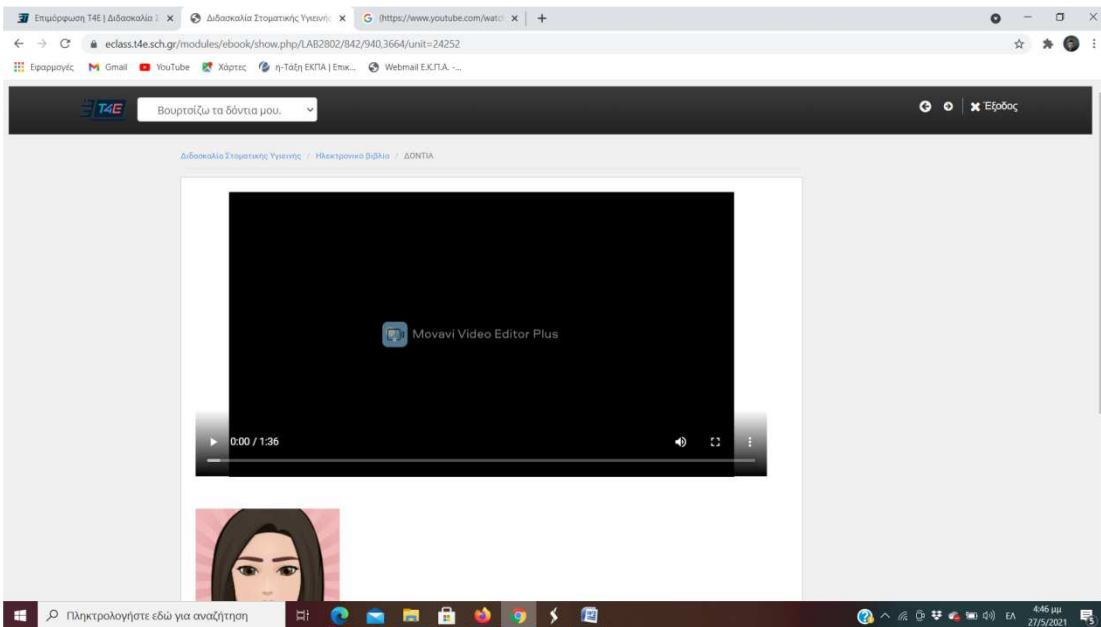 Επιμόρφωση T4E | Διδασκαλία Σ
Διδασκαλία Στοματικής Υγιεινής
(https://www.youtube.com/watc
eclass.t4e.sch.gr/modules/ebook/show.php/LAB2802/842/940,3664/unit=24252
Εφαρμογές Gmail YouTube Χάρτες η-Τάξη ΕΚΠΑ | Επικ... Webmail Ε.Κ.Π.Α. -...
T4E Βουρτσίζω τα δόντια μου. Έξοδος
Διδασκαλία Στοματικής Υγιεινής / Ηλεκτρονικό Βιβλίο / ΔΟΝΤΙΑ
Movavi Video Editor Plus
0:00 / 1:36
Πληκτρολογήστε εδώ για αναζήτηση
ΕΛ
4:46 μμ
27/5/2021
5